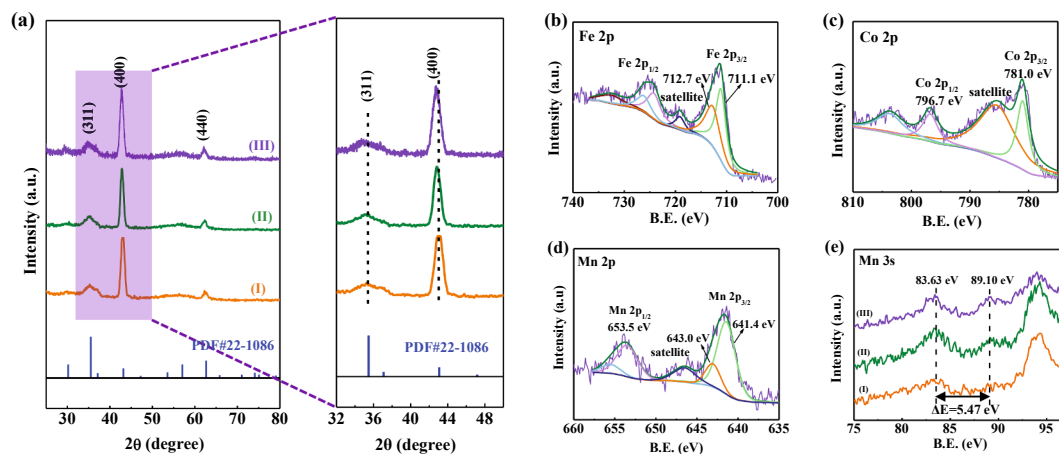 (a)
Intensity (a.u.)
(311)
(400)
(440)
(III)
(II)
(I)
PDF#22-1086
30
40
50
60
70
80
2θ (degree)
(311)
(400)
PDF#22-1086
32
36
40
44
48
2θ (degree)
(b)
Fe 2p
Fe 2p3/2
Fe 2p1/2
712.7 eV
711.1 eV
satellite
Intensity (a.u.)
740
730
720
710
700
B.E. (eV)
(c)
Co 2p
Co 2p3/2
781.0 eV
Co 2p1/2
796.7 eV
satellite
Intensity (a.u.)
810
800
790
780
B.E. (eV)
(d)
Mn 2p
Mn 2p3/2
Mn 2p1/2
653.5 eV
643.0 eV
641.4 eV
satellite
Intensity (a.u)
660
655
650
645
640
635
B.E. (eV)
(e)
Mn 3s
83.63 eV
89.10 eV
(III)
(II)
(I)
ΔE=5.47 eV
Intensity (a.u.)
75
80
85
90
95
B.E. (eV)